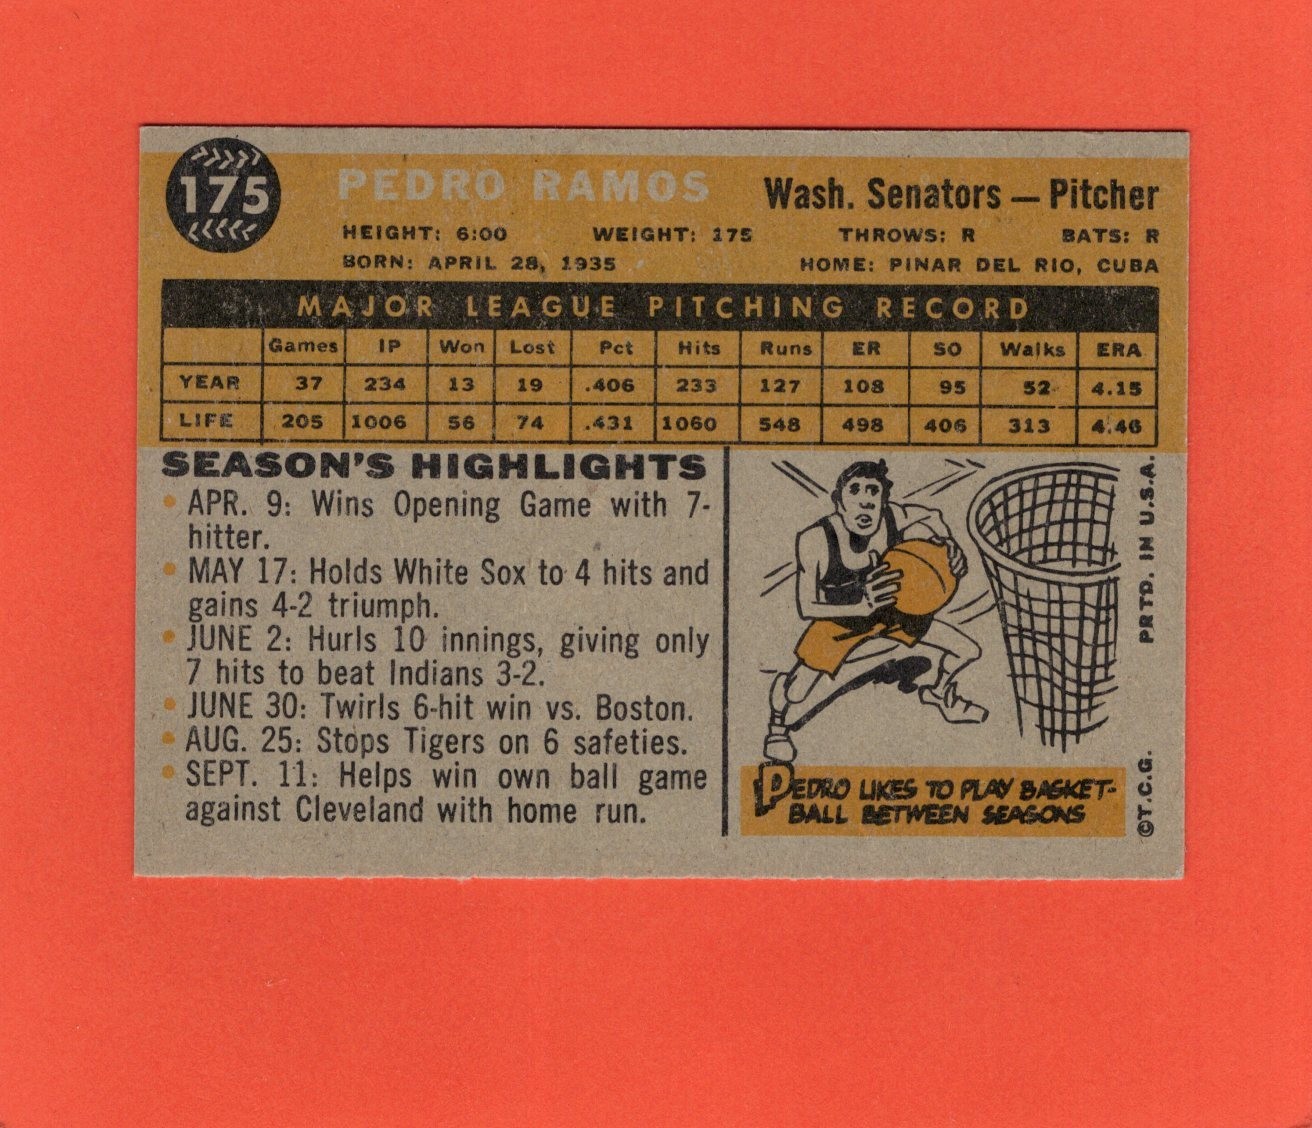 175
PEDRO RAMOS
Wash. Senators — Pitcher
HEIGHT: 6:00 WEIGHT: 175 THROWS: R BATS: R
BORN: APRIL 28, 1935 HOME: PINAR DEL RIO, CUBA
MAJOR LEAGUE PITCHING RECORD
Games IP Won Lost Pct Hits Runs ER SO Walks ERA
YEAR 37 234 13 19 .406 233 127 108 95 52 4.15
LIFE 205 1006 56 74 .431 1060 548 498 406 313 4.46
SEASON'S HIGHLIGHTS
• APR. 9: Wins Opening Game with 7-
hitter.
• MAY 17: Holds White Sox to 4 hits and
gains 4-2 triumph.
• JUNE 2: Hurls 10 innings, giving only
7 hits to beat Indians 3-2.
• JUNE 30: Twirls 6-hit win vs. Boston.
• AUG. 25: Stops Tigers on 6 safeties.
• SEPT. 11: Helps win own ball game
against Cleveland with home run.
PEDRO LIKES TO PLAY BASKET-
BALL BETWEEN SEASONS
©T.C.G. PRTD. IN U.S.A.